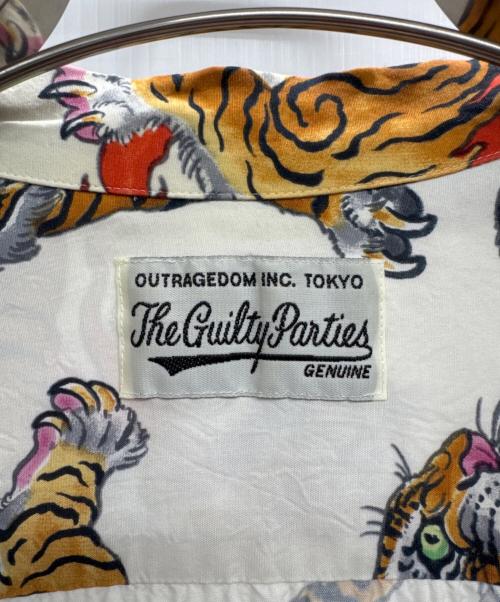 OUTRAGEDOM INC. TOKYO
The Guilty Parties
GENUINE